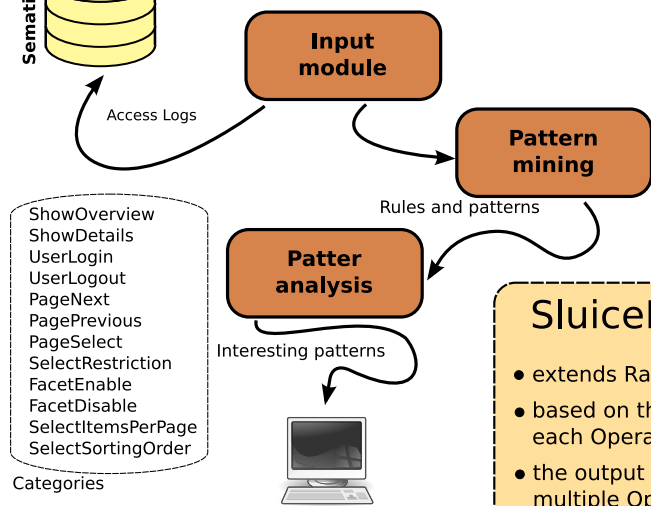 Input
module
Access Logs
Pattern
mining
Rules and patterns
ShowOverview
ShowDetails
UserLogin
UserLogout
PageNext
PagePrevious
PageSelect
SelectRestriction
FacetEnable
FacetDisable
SelectItemsPerPage
SelectSortingOrder
Categories
Patter
analysis
Interesting patterns
• extends
• based on
each
• the output
multiple